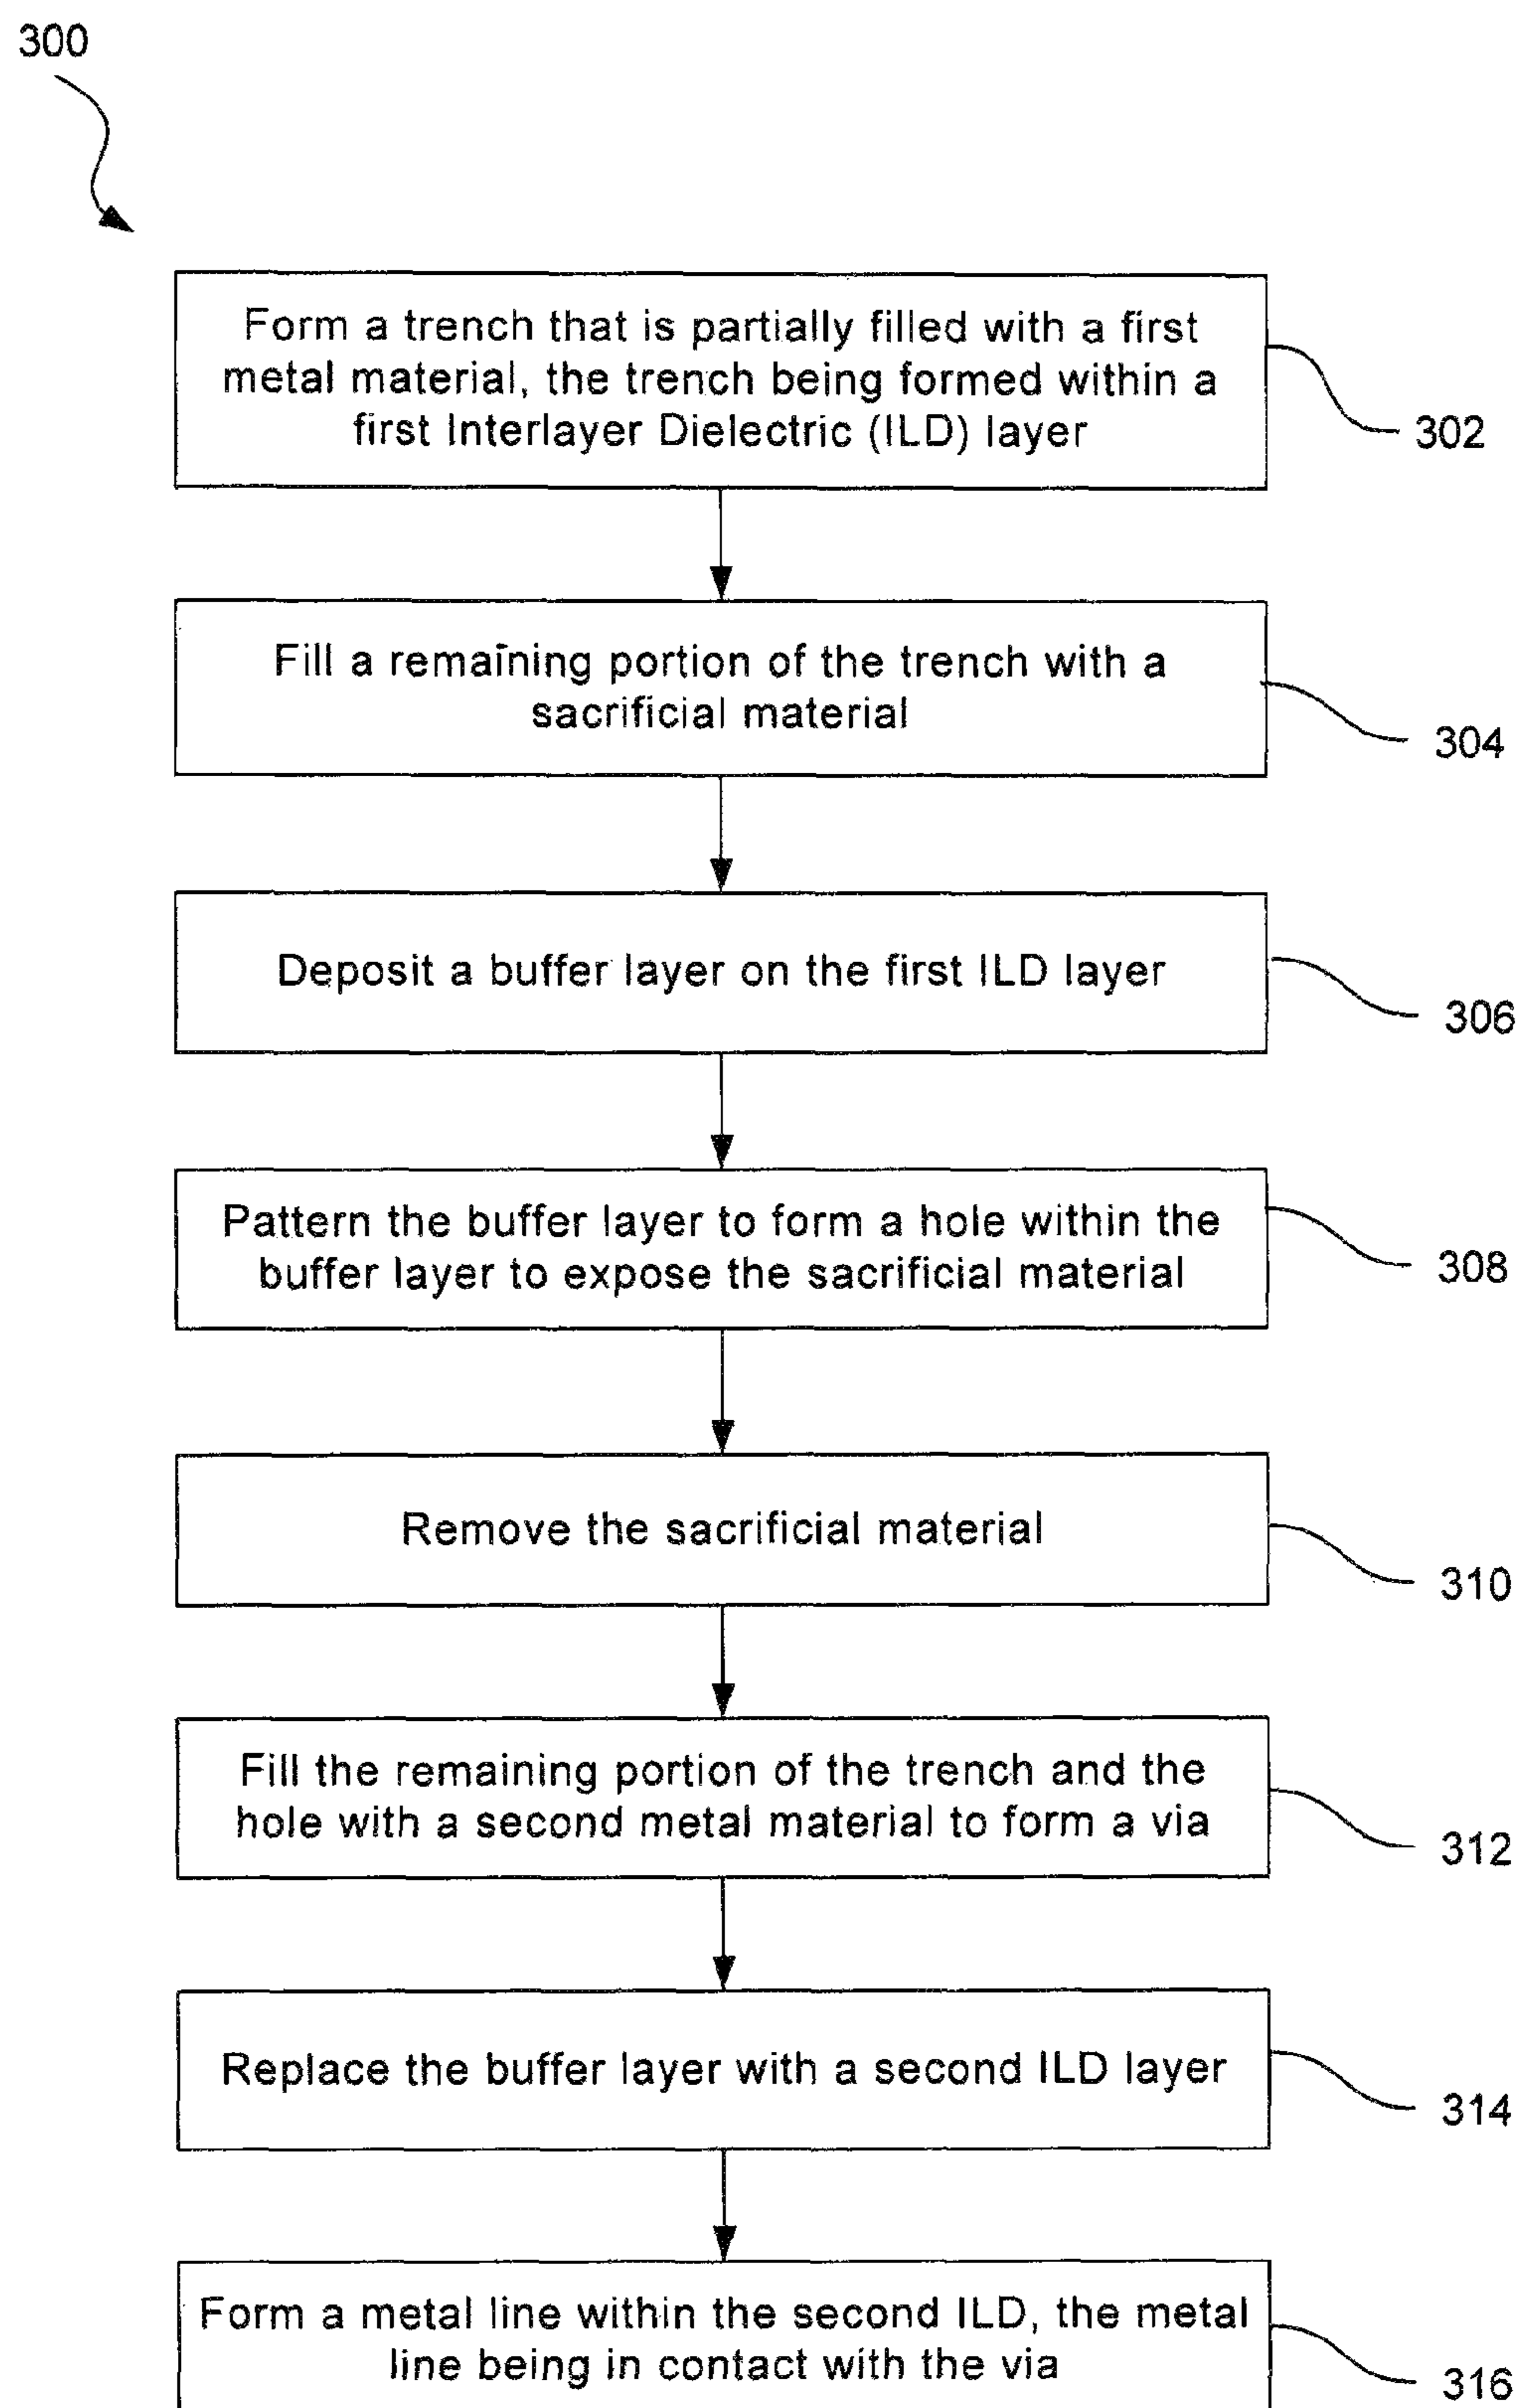 300
Form a trench that is partially filled with a first
metal material, the trench being formed within a
first Interlayer Dielectric (ILD) layer
302
Fill a remaining portion of the trench with a
sacrificial material
304
Deposit a buffer layer on the first ILD layer
306
Pattern the buffer layer to form a hole within the
buffer layer to expose the sacrificial material
308
Remove the sacrificial material
310
Fill the remaining portion of the trench and the
hole with a second metal material to form a via
312
Replace the buffer layer with a second ILD layer
314
Form a metal line within the second ILD, the metal
line being in contact with the via
316